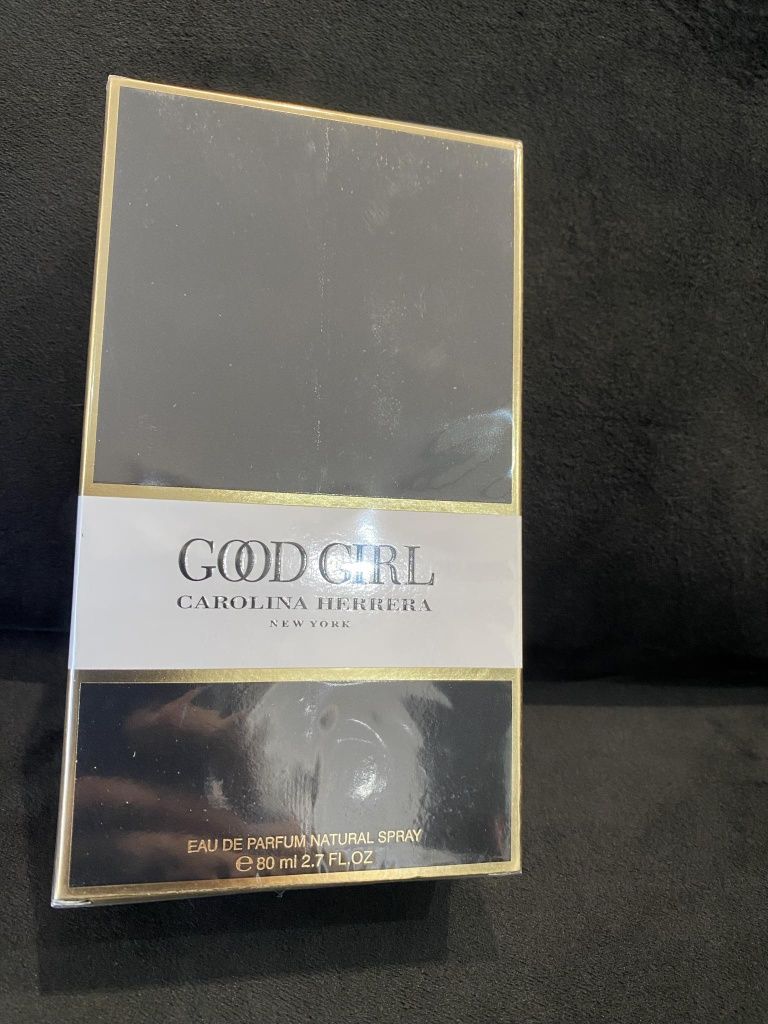 GOOD GIRL
CAROLINA HERRERA
NEW YORK
EAU DE PARFUM NATURAL SPRAY
℮ 80 ml 2.7 FL,OZ